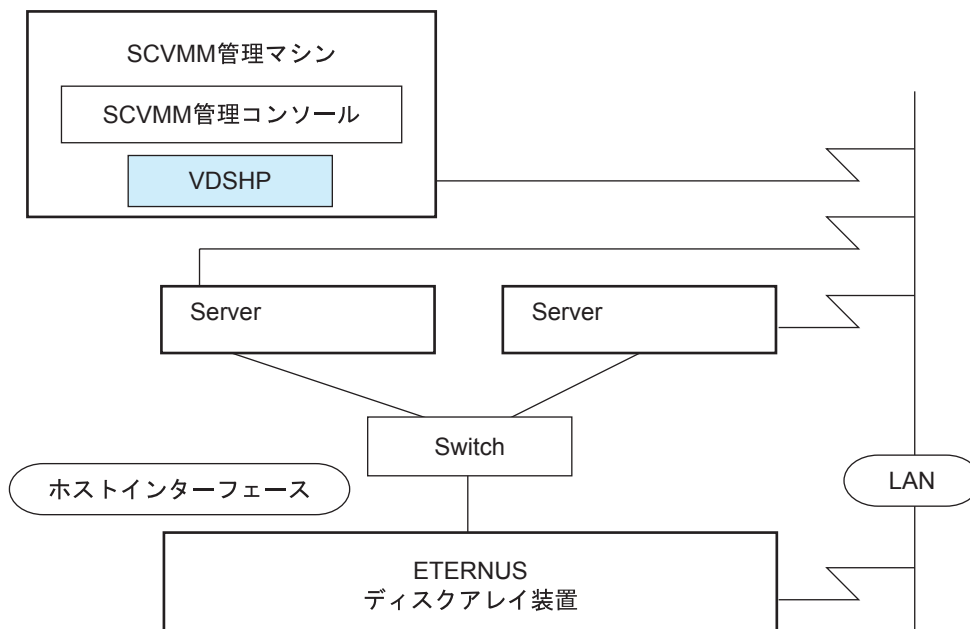 SCVMM管理マシン
SCVMM管理コンソール
VDSHP
Server
Server
Switch
ホストインターフェース
LAN
ETERNUS
ディスクアレイ装置